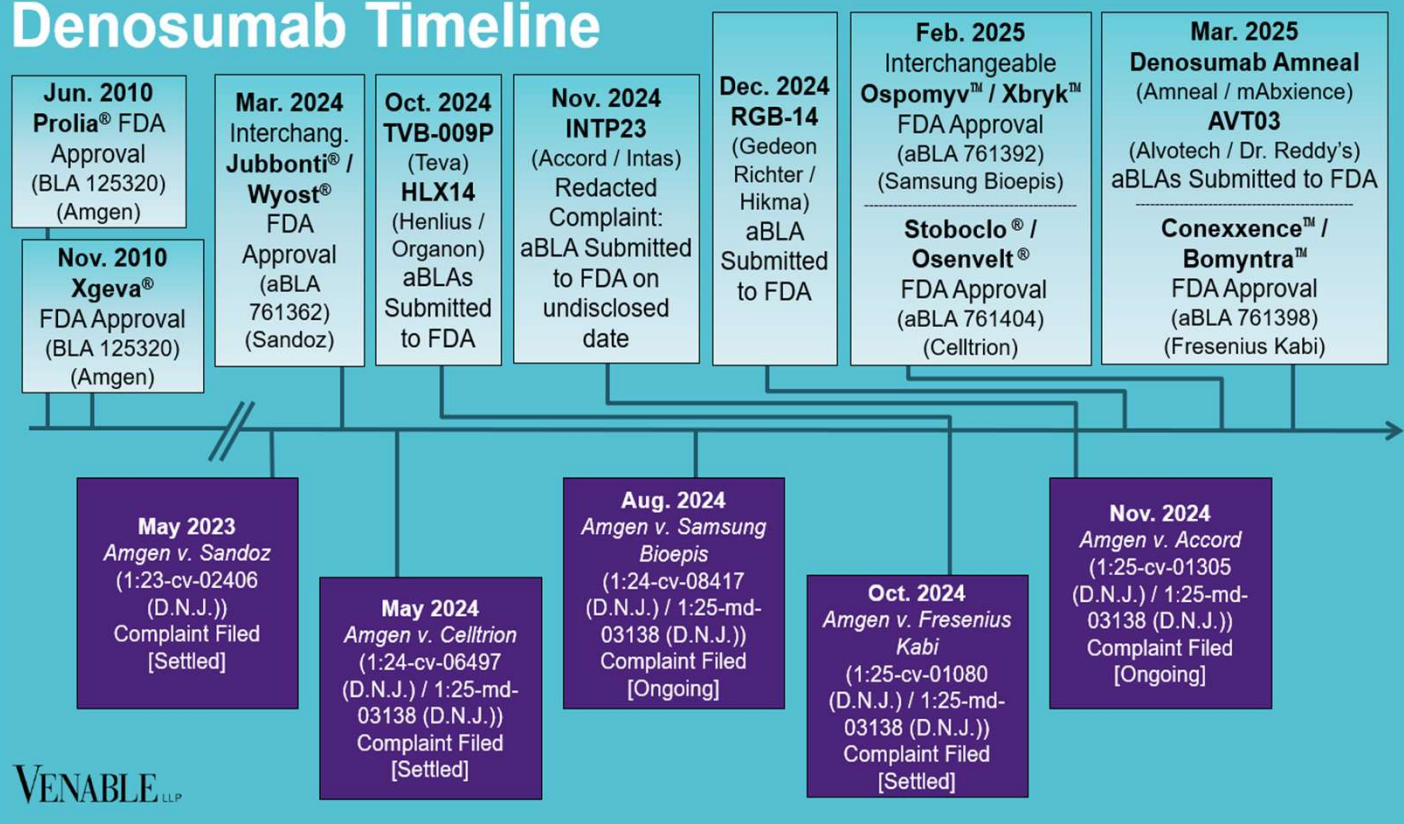 Denosumab Timeline
Jun. 2010
Prolia® FDA
Approval
(BLA 125320)
(Amgen)
Nov. 2010
Xgeva®
FDA Approval
(BLA 125320)
(Amgen)
Mar. 2024
Interchang.
Jubbonti® /
Wyost®
FDA
Approval
(aBLA
761362)
(Sandoz)
Oct. 2024
TVB-009P
(Teva)
HLX14
(Henlius /
Organon)
aBLAs
Submitted
to FDA
Nov. 2024
INTP23
(Accord / Intas)
Redacted
Complaint:
aBLA Submitted
to FDA on
undisclosed
date
Dec. 2024
RGB-14
(Gedeon
Richter /
Hikma)
aBLA
Submitted
to FDA
Feb. 2025
Interchangeable
Ospomyv™ / Xbryk™
FDA Approval
(aBLA 761392)
(Samsung Bioepis)
Stoboclo ® /
Osenvelt ®
FDA Approval
(aBLA 761404)
(Celltrion)
Mar. 2025
Denosumab Amneal
(Amneal / mAbxience)
AVT03
(Alvotech / Dr. Reddy's)
aBLAs Submitted to FDA
Conexxence™ /
Bomyntra™
FDA Approval
(aBLA 761398)
(Fresenius Kabi)
May 2023
Amgen v. Sandoz
(1:23-cv-02406
(D.N.J.))
Complaint Filed
[Settled]
May 2024
Amgen v. Celltrion
(1:24-cv-06497
(D.N.J.) / 1:25-md-
03138 (D.N.J.))
Complaint Filed
[Settled]
Aug. 2024
Amgen v. Samsung
Bioepis
(1:24-cv-08417
(D.N.J.) / 1:25-md-
03138 (D.N.J.))
Complaint Filed
[Ongoing]
Oct. 2024
Amgen v. Fresenius
Kabi
(1:25-cv-01080
(D.N.J.) / 1:25-md-
03138 (D.N.J.))
Complaint Filed
[Settled]
Nov. 2024
Amgen v. Accord
(1:25-cv-01305
(D.N.J.) / 1:25-md-
03138 (D.N.J.))
Complaint Filed
[Ongoing]
VENABLE LLP